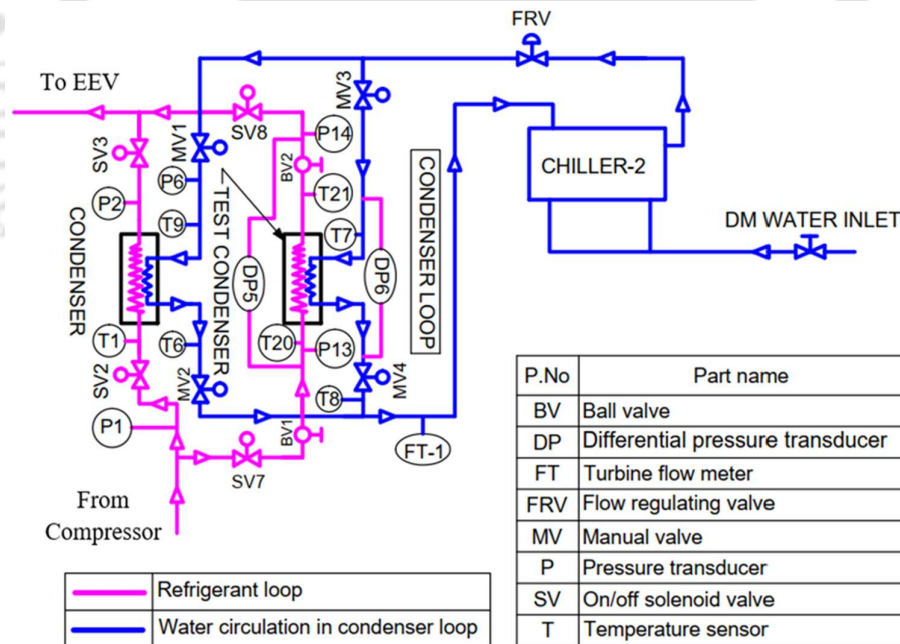 FRV
To EEV
SV8
MV3
P14
SV3
MV1
BV2
CHILLER-2
P6
T21
P2
TEST CONDENSER
CONDENSER LOOP
T9
T7
DM WATER INLET
CONDENSER
DP5
DP6
T1
T6
T20
P13
SV2
MV2
MV4
T8
P1
BV1
FT-1
SV7
From
Compressor
P.No Part name
BV Ball valve
DP Differential pressure transducer
FT Turbine flow meter
FRV Flow regulating valve
MV Manual valve
P Pressure transducer
SV On/off solenoid valve
T Temperature sensor
Refrigerant loop
Water circulation in condenser loop